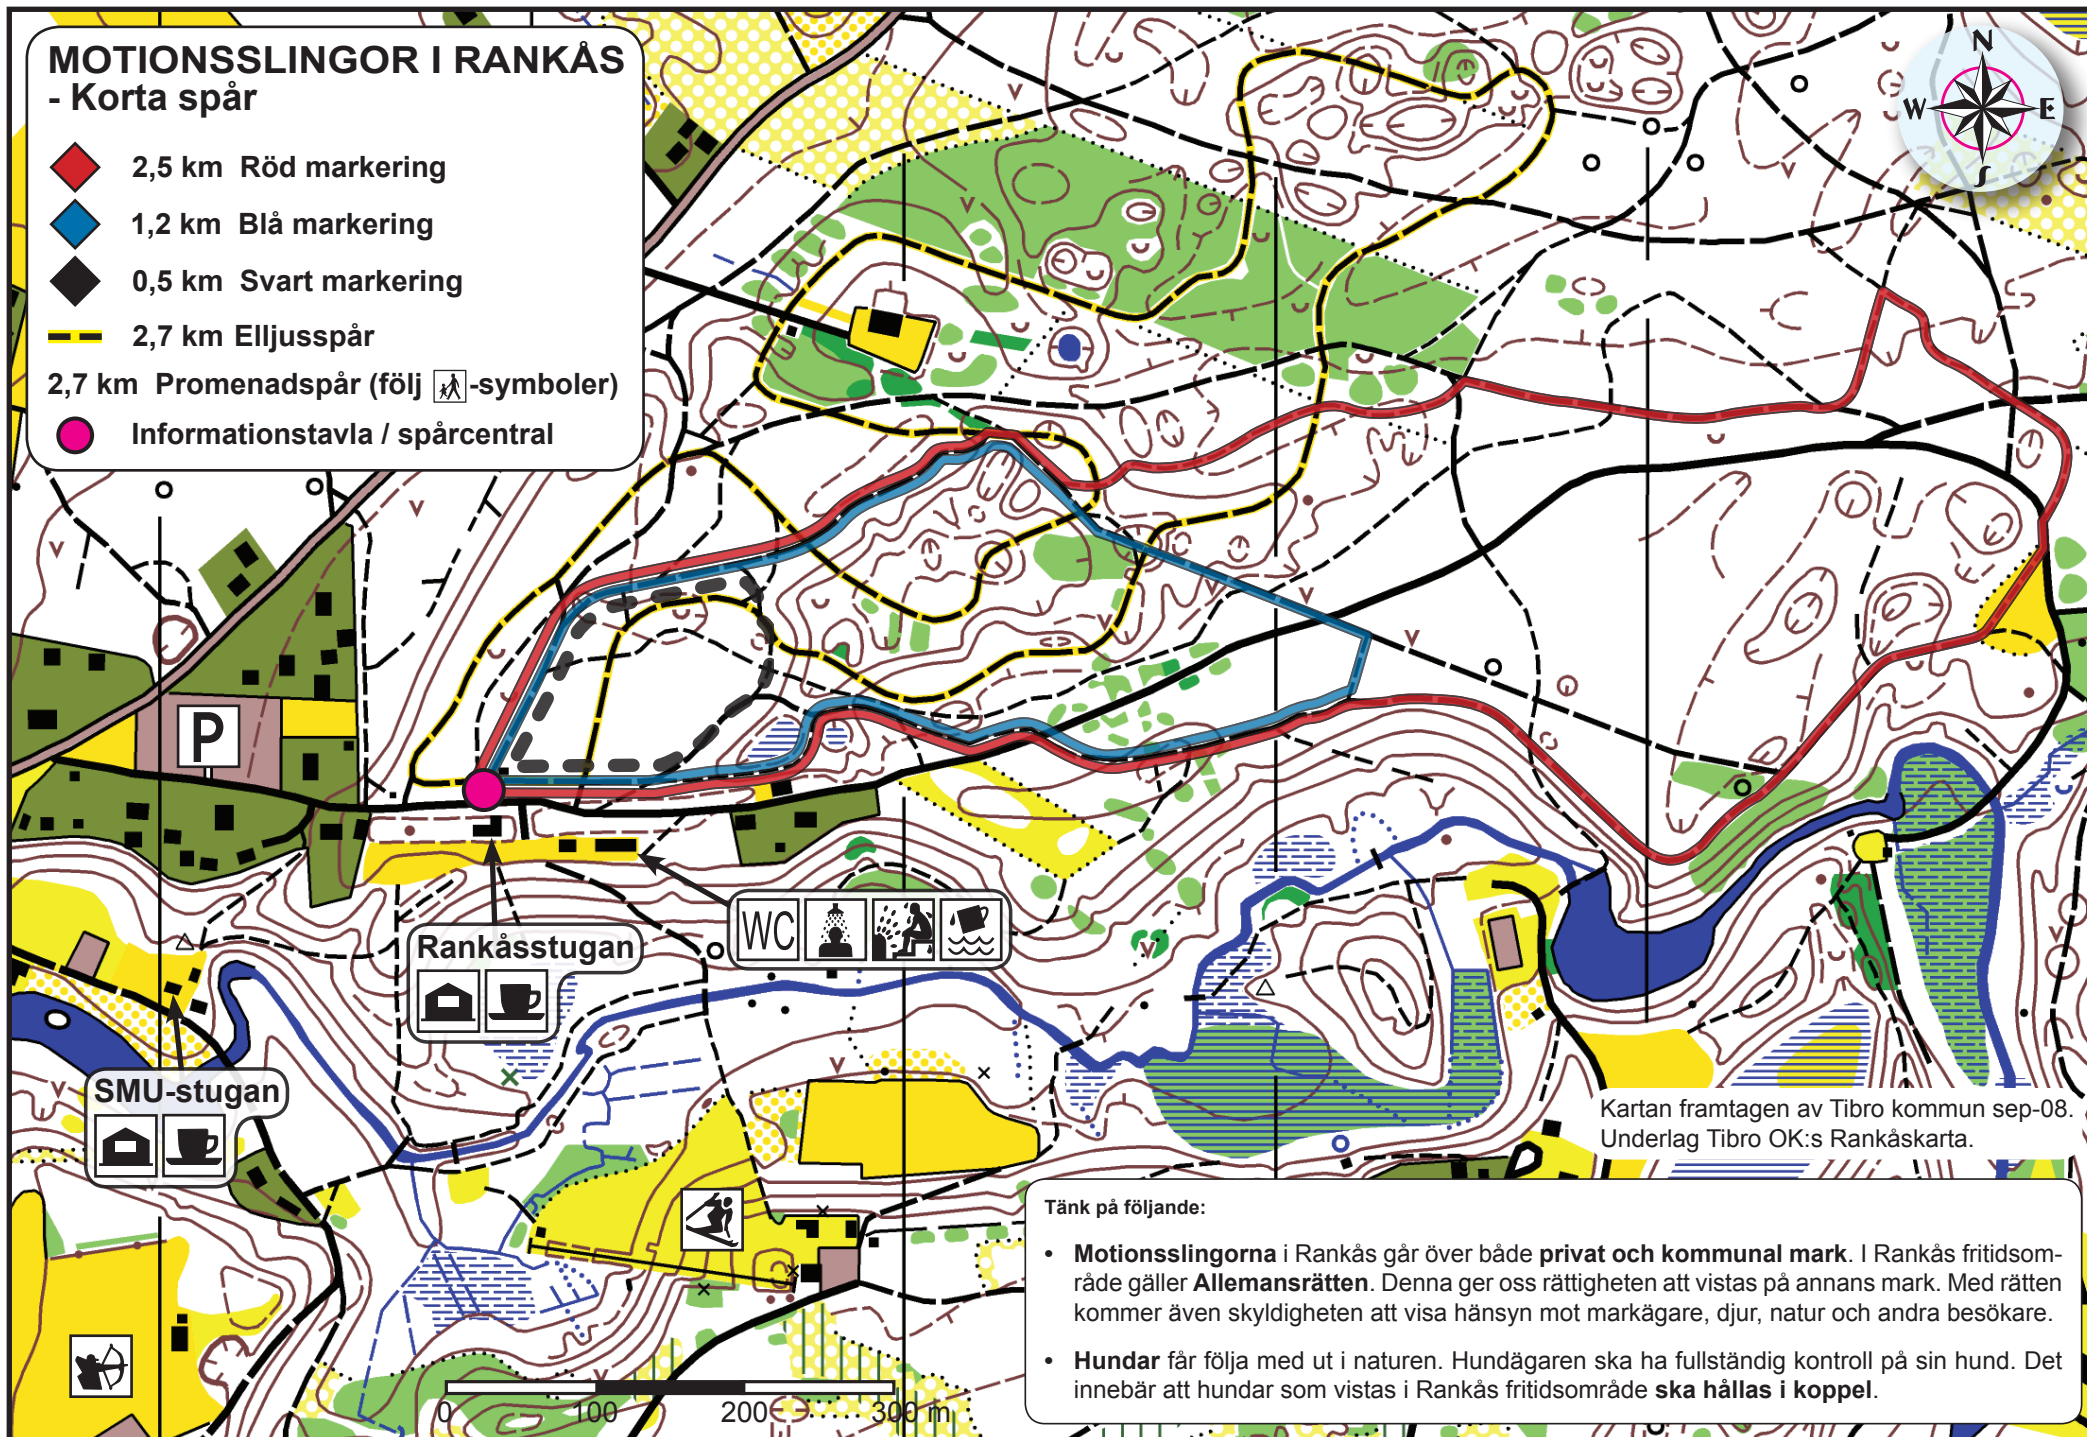 MOTIONSSLINGOR I RANKÅS
- Korta spår
2,5 km Röd markering
1,2 km Blå markering
0,5 km Svart markering
2,7 km Elljusspår
2,7 km Promenadspår (följ -symboler)
Informationstavla / spårcentral
N
W E
S
P
WC
Rankåsstugan
SMU-stugan
Kartan framtagen av Tibro kommun sep-08.
Underlag Tibro OK:s Rankåskarta.
Tänk på följande:
• Motionsslingorna i Rankås går över både privat och kommunal mark. I Rankås fritidsom-
råde gäller Allemansrätten. Denna ger oss rättigheten att vistas på annans mark. Med rätten
kommer även skyldigheten att visa hänsyn mot markägare, djur, natur och andra besökare.
• Hundar får följa med ut i naturen. Hundägaren ska ha fullständig kontroll på sin hund. Det
innebär att hundar som vistas i Rankås fritidsområde ska hållas i koppel.
0 100 200 300 m